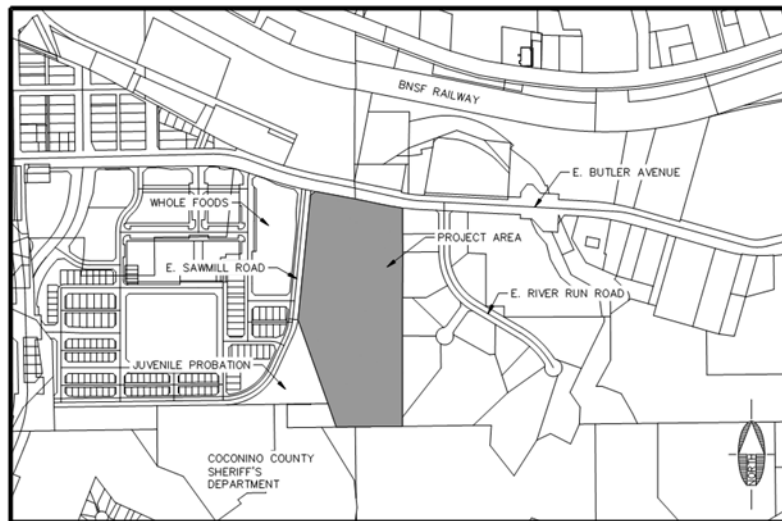 BNSF RAILWAY
E. BUTLER AVENUE
WHOLE FOODS
PROJECT AREA
E. SAWMILL ROAD
E. RIVER RUN ROAD
JUVENILE PROBATION
COCONINO COUNTY
SHERIFF'S
DEPARTMENT
NORTH